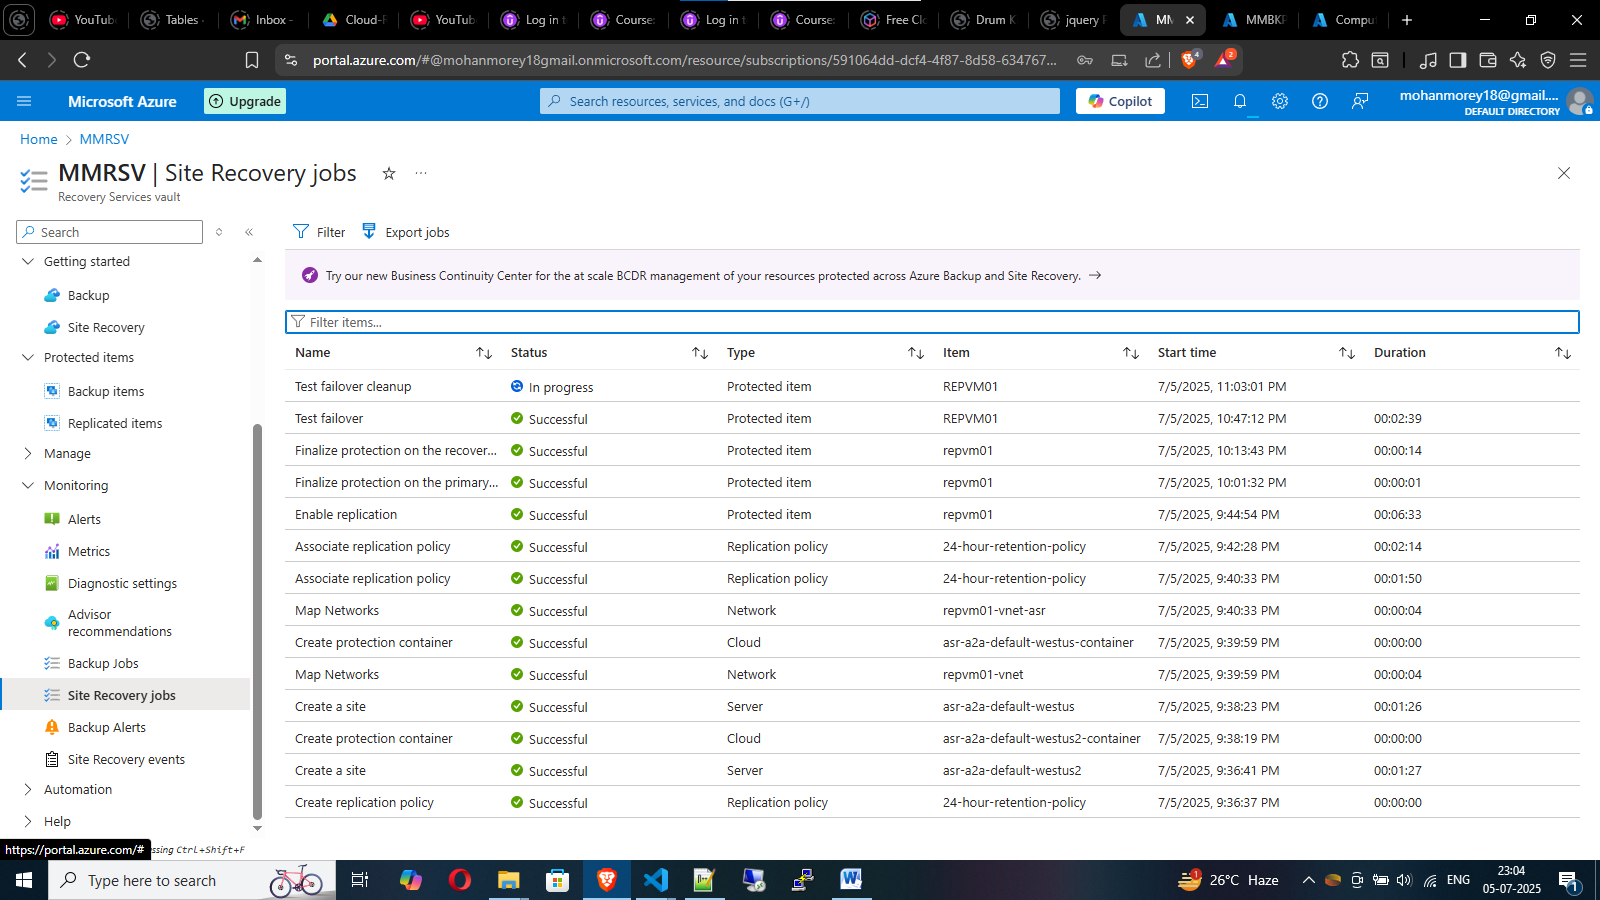 YouTube
Tables -
Inbox -
Cloud-F
YouTube
Log in t
Course:
Log in t
Course:
Free Clo
Drum K
jquery F
MM
MMBKP
Comput
portal.azure.com/#@mohanmorey18gmail.onmicrosoft.com/resource/subscriptions/591064dd-dcf4-4f87-8d58-634767...
4
2
Microsoft Azure
Upgrade
Search resources, services, and docs (G+/)
Copilot
mohanmorey18@gmail....
DEFAULT DIRECTORY
Home > MMRSV
MMRSV | Site Recovery jobs
Recovery Services vault
Search
Filter
Export jobs
Try our new Business Continuity Center for the at scale BCDR management of your resources protected across Azure Backup and Site Recovery.
Filter items...
Getting started
Backup
Site Recovery
Protected items
Backup items
Replicated items
Manage
Monitoring
Alerts
Metrics
Diagnostic settings
Advisor
recommendations
Backup Jobs
Site Recovery jobs
Backup Alerts
Site Recovery events
Automation
Help
Name Status Type Item Start time Duration
Test failover cleanup In progress Protected item REPVM01 7/5/2025, 11:03:01 PM
Test failover Successful Protected item REPVM01 7/5/2025, 10:47:12 PM 00:02:39
Finalize protection on the recover... Successful Protected item repvm01 7/5/2025, 10:13:43 PM 00:00:14
Finalize protection on the primary... Successful Protected item repvm01 7/5/2025, 10:01:32 PM 00:00:01
Enable replication Successful Protected item repvm01 7/5/2025, 9:44:54 PM 00:06:33
Associate replication policy Successful Replication policy 24-hour-retention-policy 7/5/2025, 9:42:28 PM 00:02:14
Associate replication policy Successful Replication policy 24-hour-retention-policy 7/5/2025, 9:40:33 PM 00:01:50
Map Networks Successful Network repvm01-vnet-asr 7/5/2025, 9:40:33 PM 00:00:04
Create protection container Successful Cloud asr-a2a-default-westus-container 7/5/2025, 9:39:59 PM 00:00:00
Map Networks Successful Network repvm01-vnet 7/5/2025, 9:39:59 PM 00:00:04
Create a site Successful Server asr-a2a-default-westus 7/5/2025, 9:38:23 PM 00:01:26
Create protection container Successful Cloud asr-a2a-default-westus2-container 7/5/2025, 9:38:19 PM 00:00:00
Create a site Successful Server asr-a2a-default-westus2 7/5/2025, 9:36:41 PM 00:01:27
Create replication policy Successful Replication policy 24-hour-retention-policy 7/5/2025, 9:36:37 PM 00:00:00
https://portal.azure.com/# ssing Ctrl+Shift+F
Type here to search
1
26°C Haze
ENG
23:04
05-07-2025
1